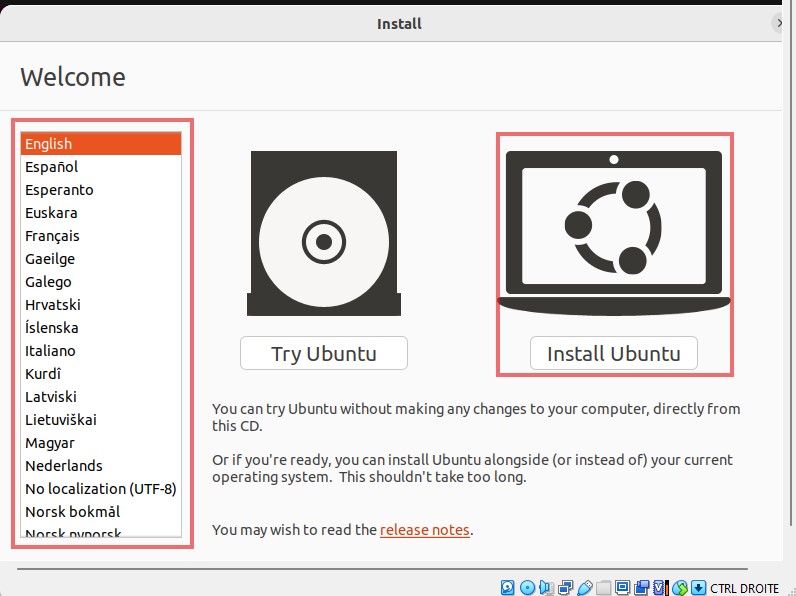 Install
Welcome
English
Español
Esperanto
Euskara
Français
Gaeilge
Galego
Hrvatski
Íslenska
Italiano
Kurdî
Latviski
Lietuviškai
Magyar
Nederlands
No localization (UTF-8)
Norsk bokmål
Norsk nynorsk
Try Ubuntu
Install Ubuntu
You can try Ubuntu without making any changes to your computer, directly from
this CD.
Or if you're ready, you can install Ubuntu alongside (or instead of) your current
operating system. This shouldn't take too long.
You may wish to read the release notes.
CTRL DROITE